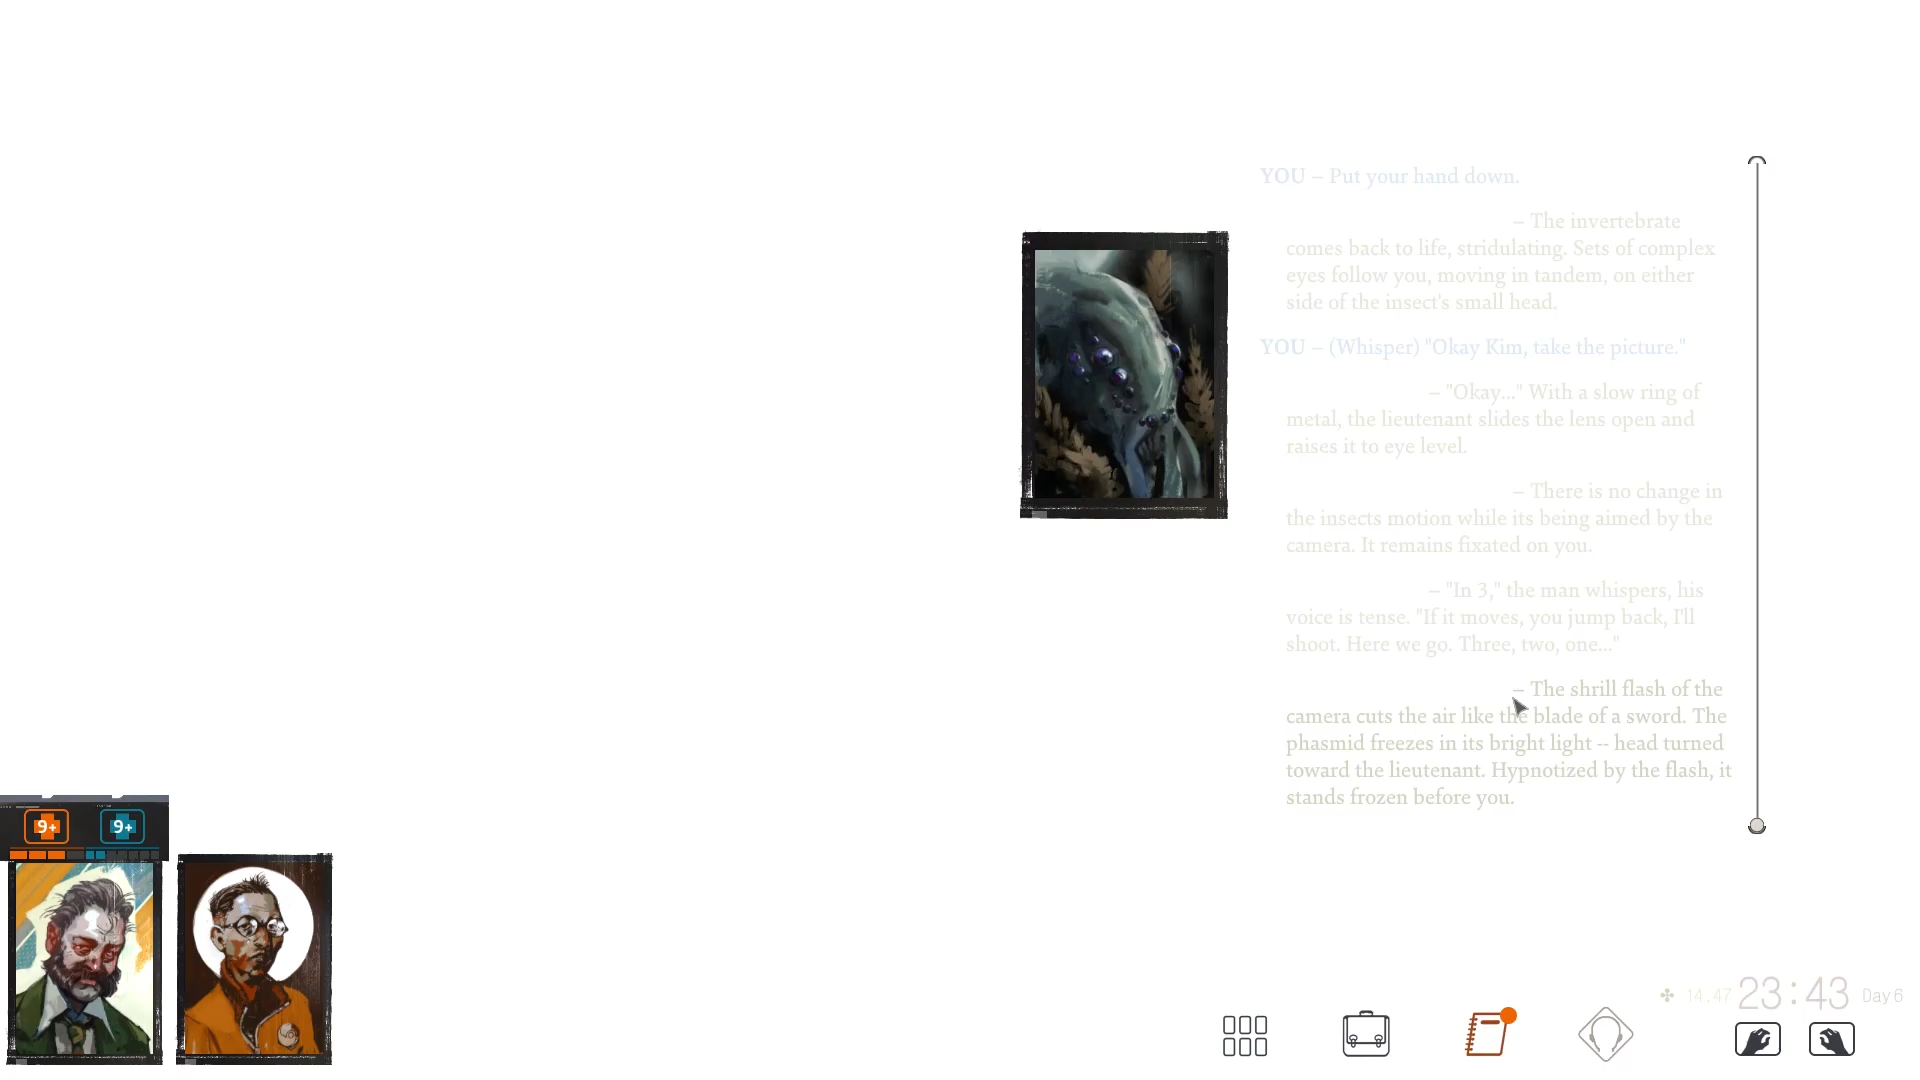 YOU – Put your hand down.
– The invertebrate
comes back to life, stridulating. Sets of complex
eyes follow you, moving in tandem, on either
side of the insect's small head.
YOU – (Whisper) "Okay Kim, take the picture."
– "Okay..." With a slow ring of
metal, the lieutenant slides the lens open and
raises it to eye level.
– There is no change in
the insects motion while its being aimed by the
camera. It remains fixated on you.
– "In 3," the man whispers, his
voice is tense. "If it moves, you jump back, I'll
shoot. Here we go. Three, two, one..."
– The shrill flash of the
camera cuts the air like the blade of a sword. The
phasmid freezes in its bright light -- head turned
toward the lieutenant. Hypnotized by the flash, it
stands frozen before you.
9+ 9+
14.47 23:43 Day 6